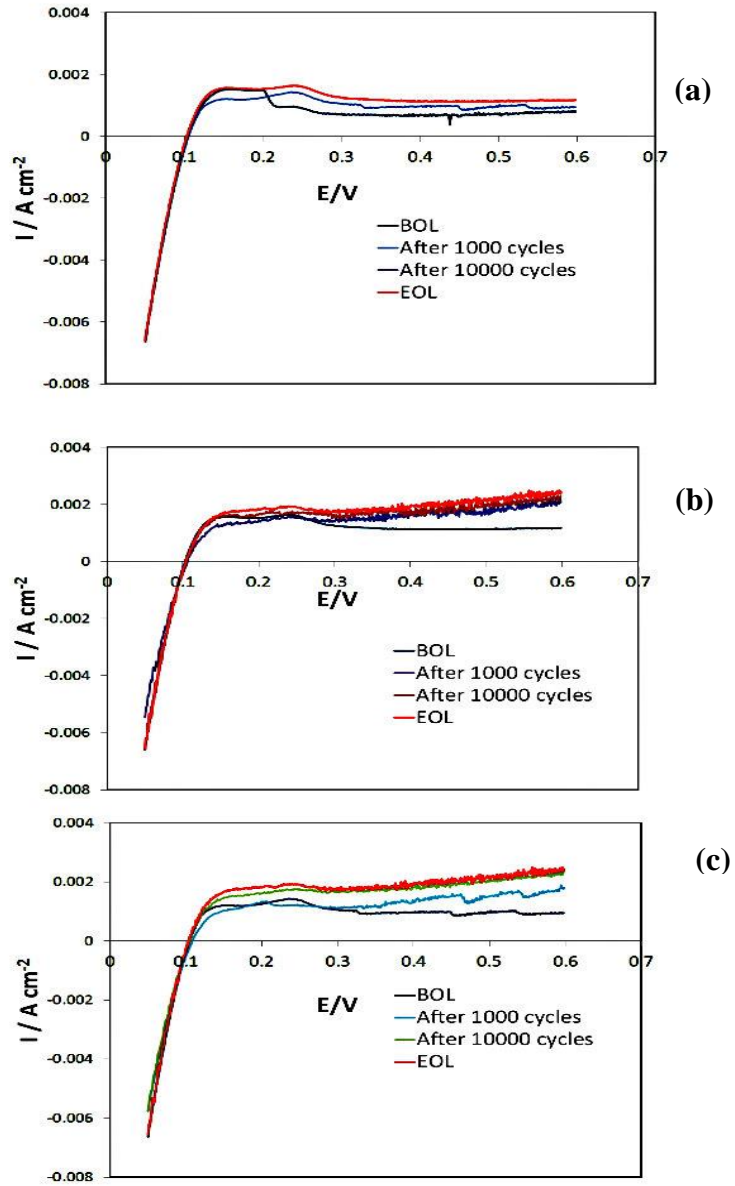 0.004
0.002
0
-0.002
-0.004
-0.006
-0.008
0 0.1 0.2 0.3 0.4 0.5 0.6 0.7
I / A cm-2
E/V
BOL
After 1000 cycles
After 10000 cycles
EOL
(a)
0.004
0.002
0
-0.002
-0.004
-0.006
-0.008
0 0.1 0.2 0.3 0.4 0.5 0.6 0.7
I / A cm-2
E/V
BOL
After 1000 cycles
After 10000 cycles
EOL
(b)
0.004
0.002
0
-0.002
-0.004
-0.006
-0.008
0 0.1 0.2 0.3 0.4 0.5 0.6 0.7
I / A cm-2
E/V
BOL
After 1000 cycles
After 10000 cycles
EOL
(c)